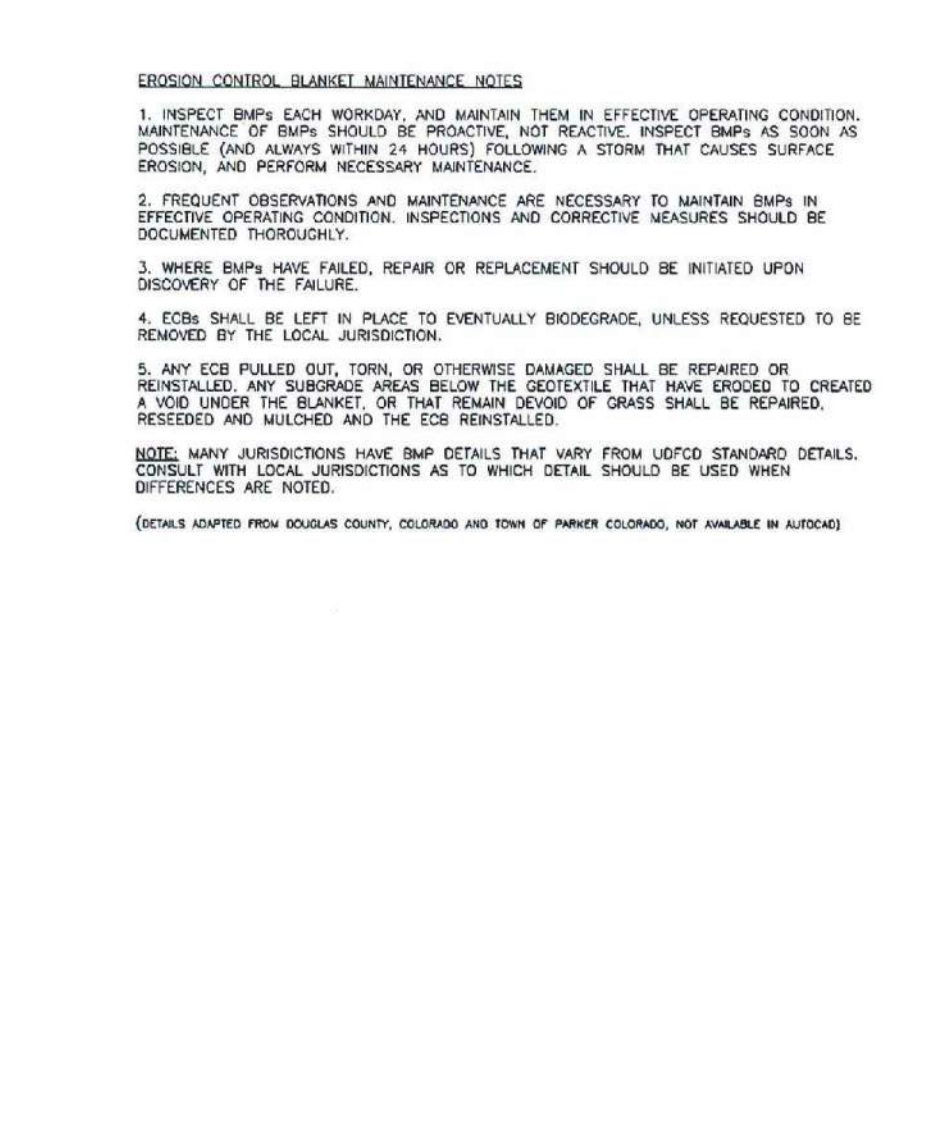 EROSION CONTROL BLANKET MAINTENANCE NOTES
1. INSPECT BMPs EACH WORKDAY, AND MAINTAIN THEM IN EFFECTIVE OPERATING CONDITION.
MAINTENANCE OF BMPs SHOULD BE PROACTIVE, NOT REACTIVE. INSPECT BMPs AS SOON AS
POSSIBLE (AND ALWAYS WITHIN 24 HOURS) FOLLOWING A STORM THAT CAUSES SURFACE
EROSION, AND PERFORM NECESSARY MAINTENANCE.
2. FREQUENT OBSERVATIONS AND MAINTENANCE ARE NECESSARY TO MAINTAIN BMPs IN
EFFECTIVE OPERATING CONDITION. INSPECTIONS AND CORRECTIVE MEASURES SHOULD BE
DOCUMENTED THOROUGHLY.
3. WHERE BMPs HAVE FAILED, REPAIR OR REPLACEMENT SHOULD BE INITIATED UPON
DISCOVERY OF THE FAILURE.
4. ECBs SHALL BE LEFT IN PLACE TO EVENTUALLY BIODEGRADE, UNLESS REQUESTED TO BE
REMOVED BY THE LOCAL JURISDICTION.
5. ANY ECB PULLED OUT, TORN, OR OTHERWISE DAMAGED SHALL BE REPAIRED OR
REINSTALLED. ANY SUBGRADE AREAS BELOW THE GEOTEXTILE THAT HAVE ERODED TO CREATED
A VOID UNDER THE BLANKET, OR THAT REMAIN DEVOID OF GRASS SHALL BE REPAIRED,
RESEEDED AND MULCHED AND THE ECB REINSTALLED.
NOTE: MANY JURISDICTIONS HAVE BMP DETAILS THAT VARY FROM UDFCD STANDARD DETAILS.
CONSULT WITH LOCAL JURISDICTIONS AS TO WHICH DETAIL SHOULD BE USED WHEN
DIFFERENCES ARE NOTED.
(DETAILS ADAPTED FROM DOUGLAS COUNTY, COLORADO AND TOWN OF PARKER COLORADO, NOT AVAILABLE IN AUTOCAD)